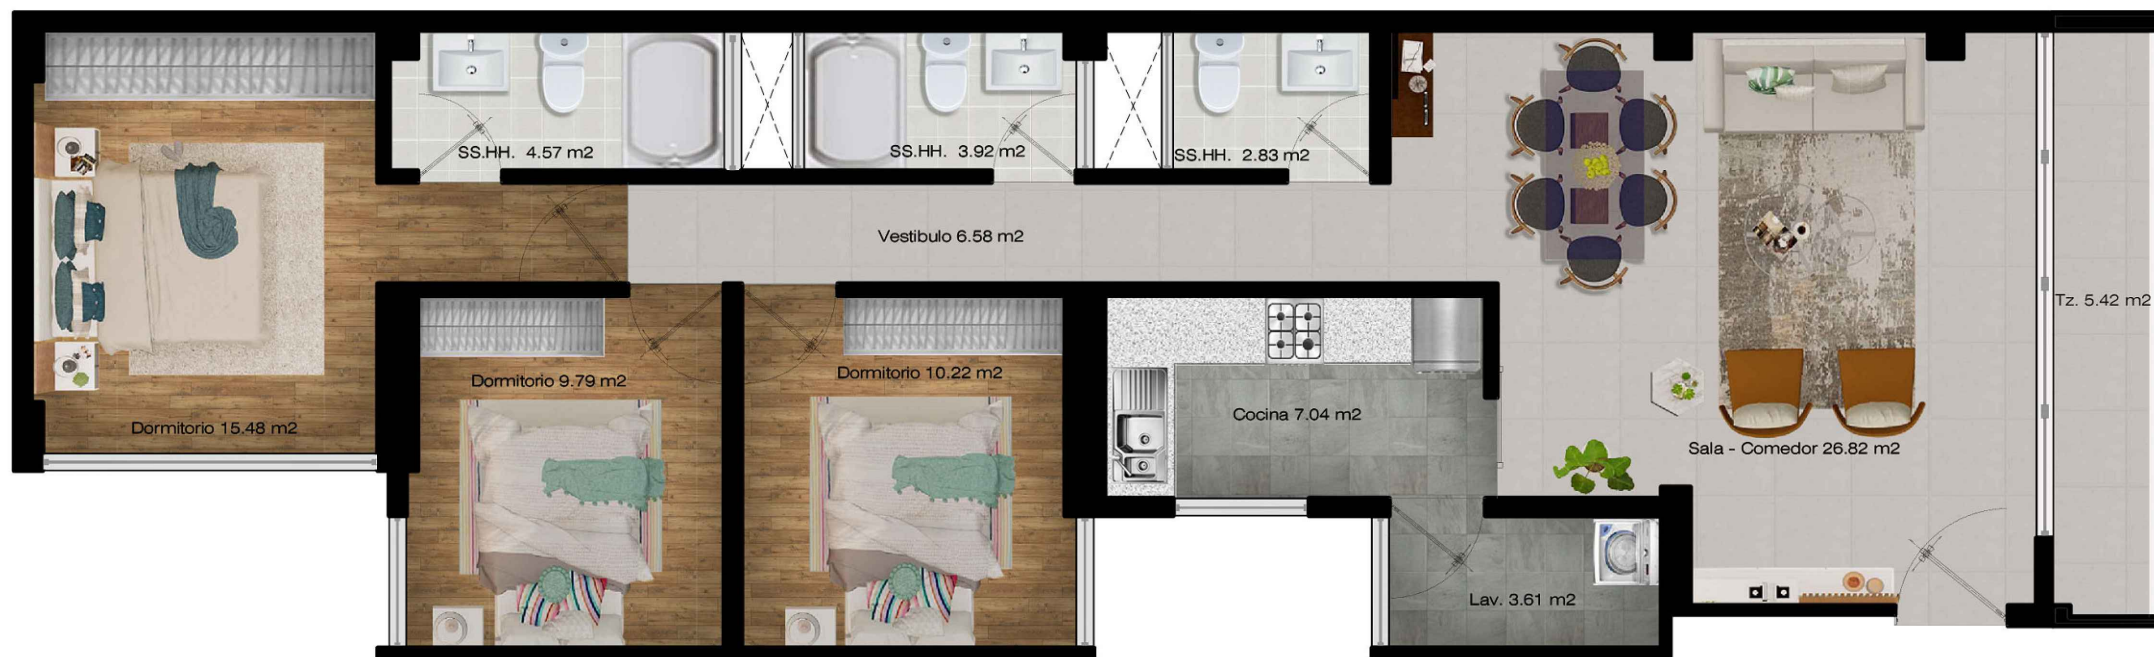 SS.HH. 4.57 m2
SS.HH. 3.92 m2
SS.HH. 2.83 m2
Vestibulo 6.58 m2
Tz. 5.42 m2
Dormitorio 9.79 m2
Dormitorio 10.22 m2
Cocina 7.04 m2
Dormitorio 15.48 m2
Sala - Comedor 26.82 m2
Lav. 3.61 m2